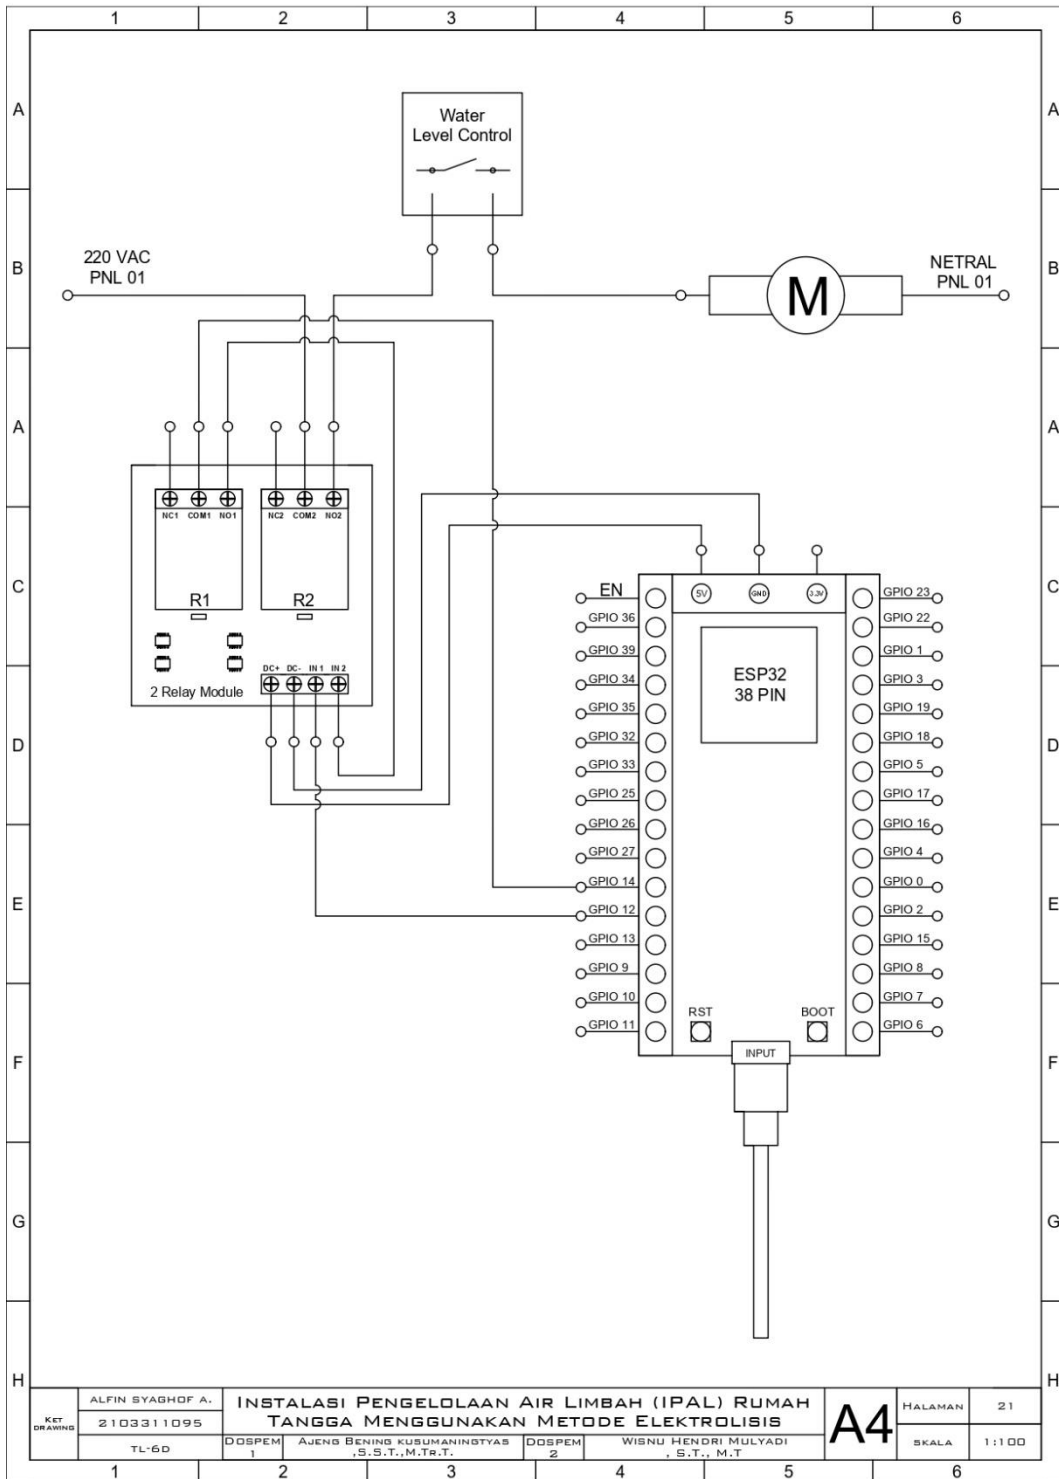 1 2 3 4 5 6
A A
Water
Level Control
B B
220 VAC
PNL 01
M
NETRAL
PNL 01
A A
NC1 COM1 NO1 NC2 COM2 NO2
R1 R2
C C
5V GND 3.3V
EN GPIO 23
GPIO 36 GPIO 22
GPIO 39 GPIO 1
GPIO 34 GPIO 3
GPIO 35 GPIO 19
GPIO 32 GPIO 18
GPIO 33 GPIO 5
GPIO 25 GPIO 17
GPIO 26 GPIO 16
GPIO 27 GPIO 4
GPIO 14 GPIO 0
GPIO 12 GPIO 2
GPIO 13 GPIO 15
GPIO 9 GPIO 8
GPIO 10 GPIO 7
GPIO 11 GPIO 6
ESP32
38 PIN
DC+ DC- IN 1 IN 2
2 Relay Module
D D
E E
RST BOOT
INPUT
F F
G G
H H
KET
DRAWING
ALFIN SYAGHOF A.
2103311095
TL-6D
INSTALASI PENGELOLAAN AIR LIMBAH (IPAL) RUMAH
TANGGA MENGGUNAKAN METODE ELEKTROLISIS
DOSPEM
1
AJENG BENING KUSUMANINGTYAS
,S.S.T.,M.TR.T.
DOSPEM
2
WISNU HENDRI MULYADI
, S.T., M.T
A4
HALAMAN 21
SKALA 1:100
1 2 3 4 5 6